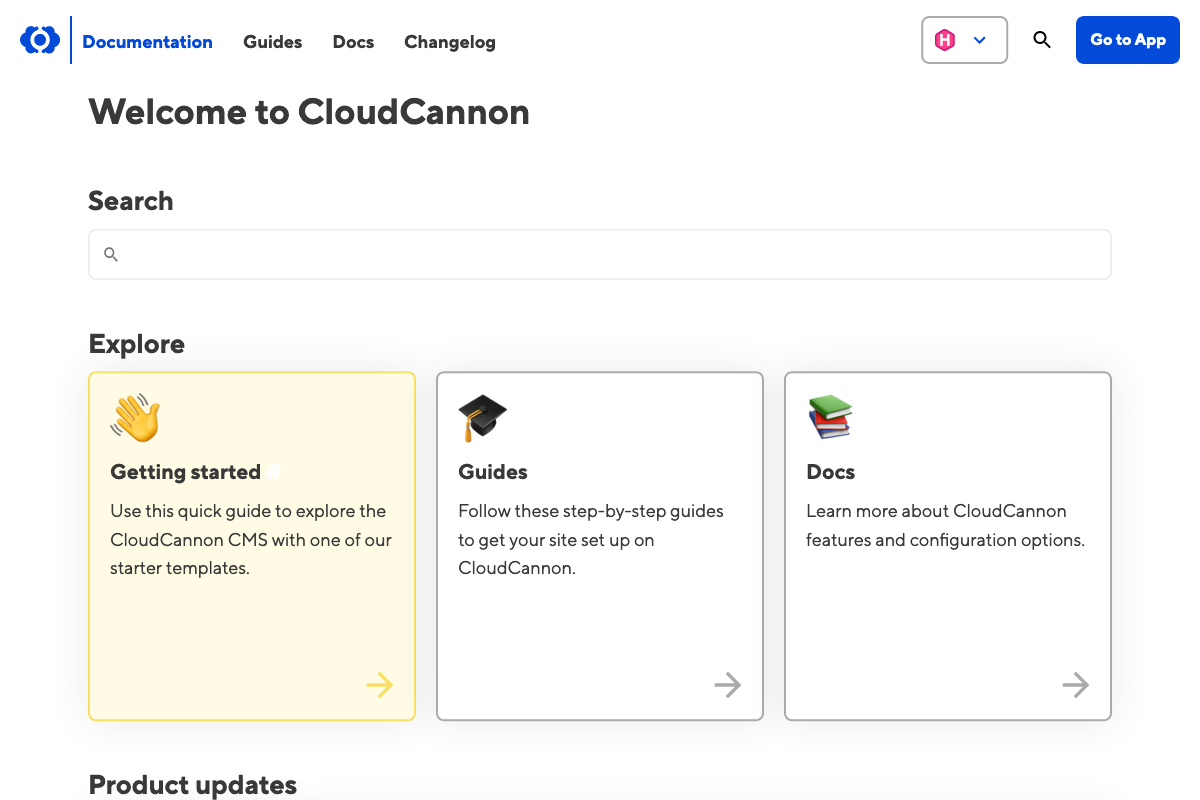 Documentation
Guides
Docs
Changelog
H
Go to App
Welcome to CloudCannon
Search
Explore
Getting started #
Use this quick guide to explore the
CloudCannon CMS with one of our
starter templates.
Guides
Follow these step-by-step guides
to get your site set up on
CloudCannon.
Docs
Learn more about CloudCannon
features and configuration options.
Product updates